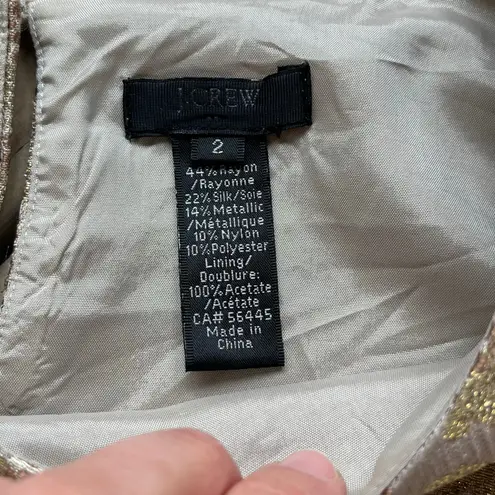 J.CREW
2
44% Rayon
/Rayonne
22% Silk/Soie
14% Metallic
/Métallique
10% Nylon
10% Polyester
Lining/
Doublure:
100% Acetate
/Acétate
CA# 56445
Made in
China